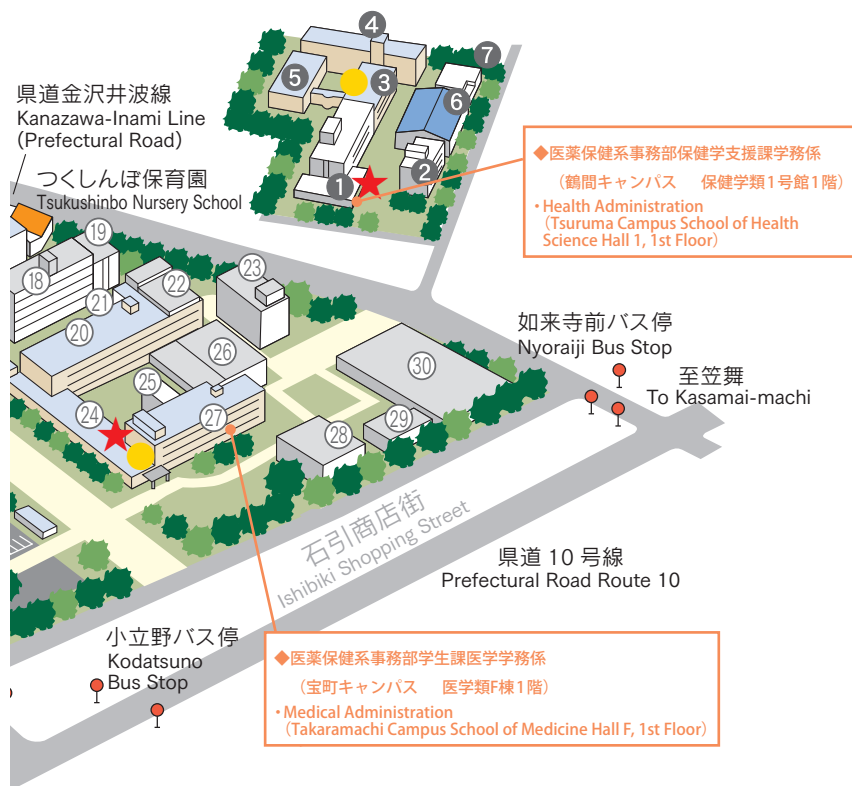 県道金沢井波線
Kanazawa-Inami Line
(Prefectural Road)
つくしんぼ保育園
Tsukushinbo Nursery School
4
5
3
7
6
1
2
◆医薬保健系事務部保健学支援課学務係
（鶴間キャンパス　保健学類1号館1階）
・Health Administration
（Tsuruma Campus School of Health
Science Hall 1, 1st Floor）
19
18
21
22
23
20
26
25
24
27
30
29
28
如来寺前バス停
Nyoraiji Bus Stop
至笠舞
To Kasamai-machi
石引商店街
Ishibiki Shopping Street
県道10号線
Prefectural Road Route 10
小立野バス停
Kodatsuno
Bus Stop
◆医薬保健系事務部学生課医学学務係
（宝町キャンパス　医学類F棟1階）
・Medical Administration
（Takaramachi Campus School of Medicine Hall F, 1st Floor）